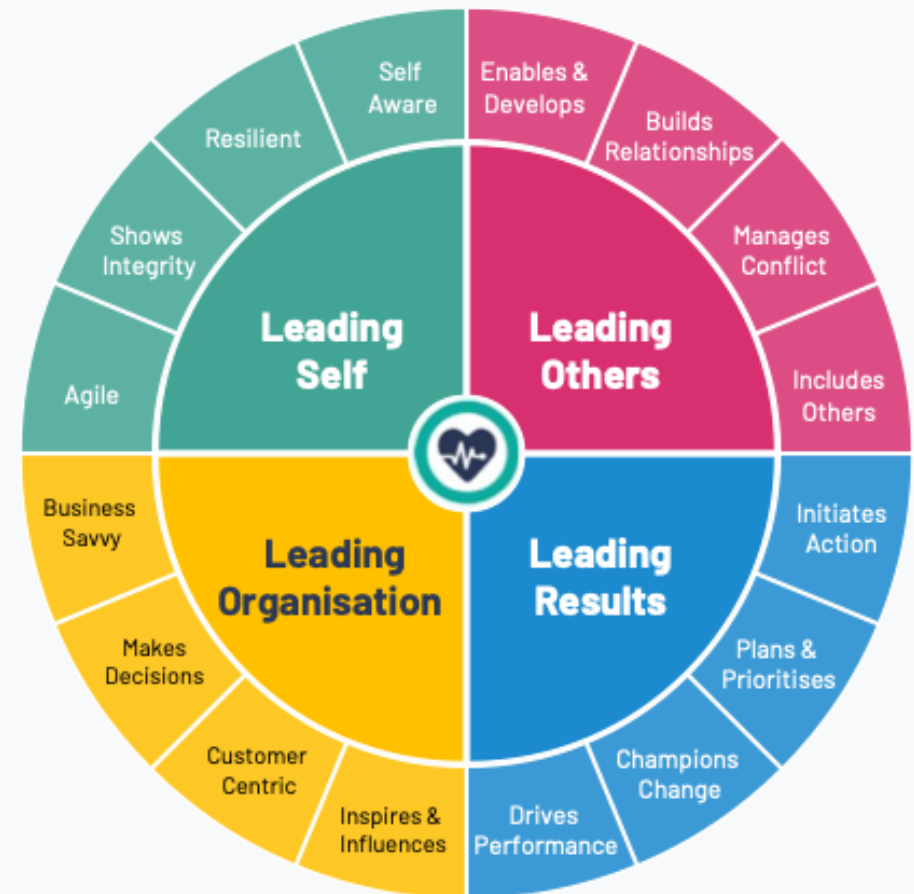 Self
Aware
Enables &
Develops
Resilient
Builds
Relationships
Shows
Integrity
Manages
Conflict
Agile
Includes
Others
Leading
Self
Leading
Others
Business
Savvy
Initiates
Action
Leading
Organisation
Leading
Results
Makes
Decisions
Plans &
Prioritises
Customer
Centric
Champions
Change
Inspires &
Influences
Drives
Performance